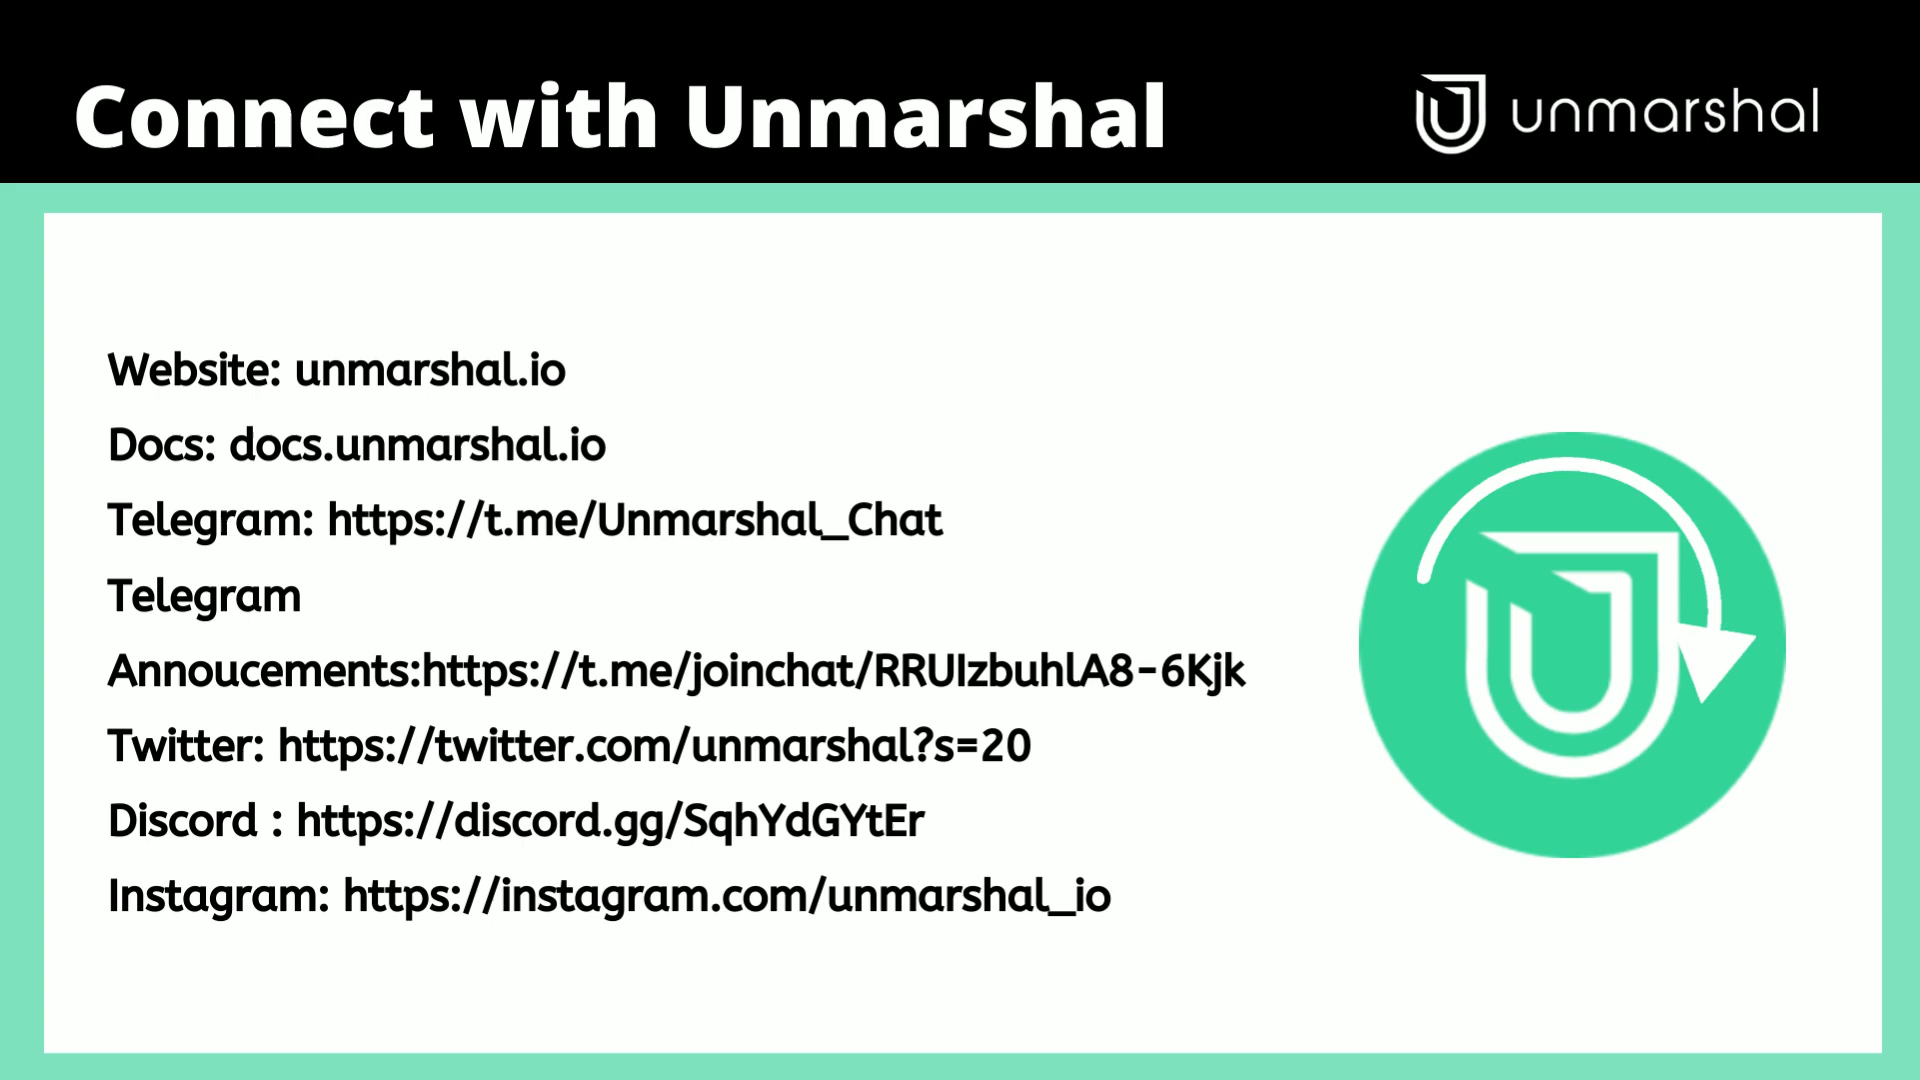 Connect with Unmarshal
unmarshal
Website: unmarshal.io
Docs: docs.unmarshal.io
Telegram: https://t.me/Unmarshal_Chat
Telegram
Annoucements:https://t.me/joinchat/RRUIzbuhlA8-6Kjk
Twitter: https://twitter.com/unmarshal?s=20
Discord : https://discord.gg/SqhYdGYtEr
Instagram: https://instagram.com/unmarshal_io